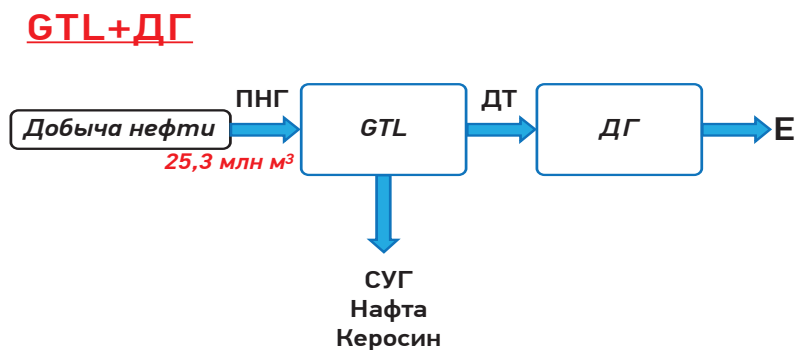 GTL+ДГ
ПНГ
ДТ
Добыча нефти
GTL
ДГ
E
25,3 млн м³
СУГ
Нафта
Керосин